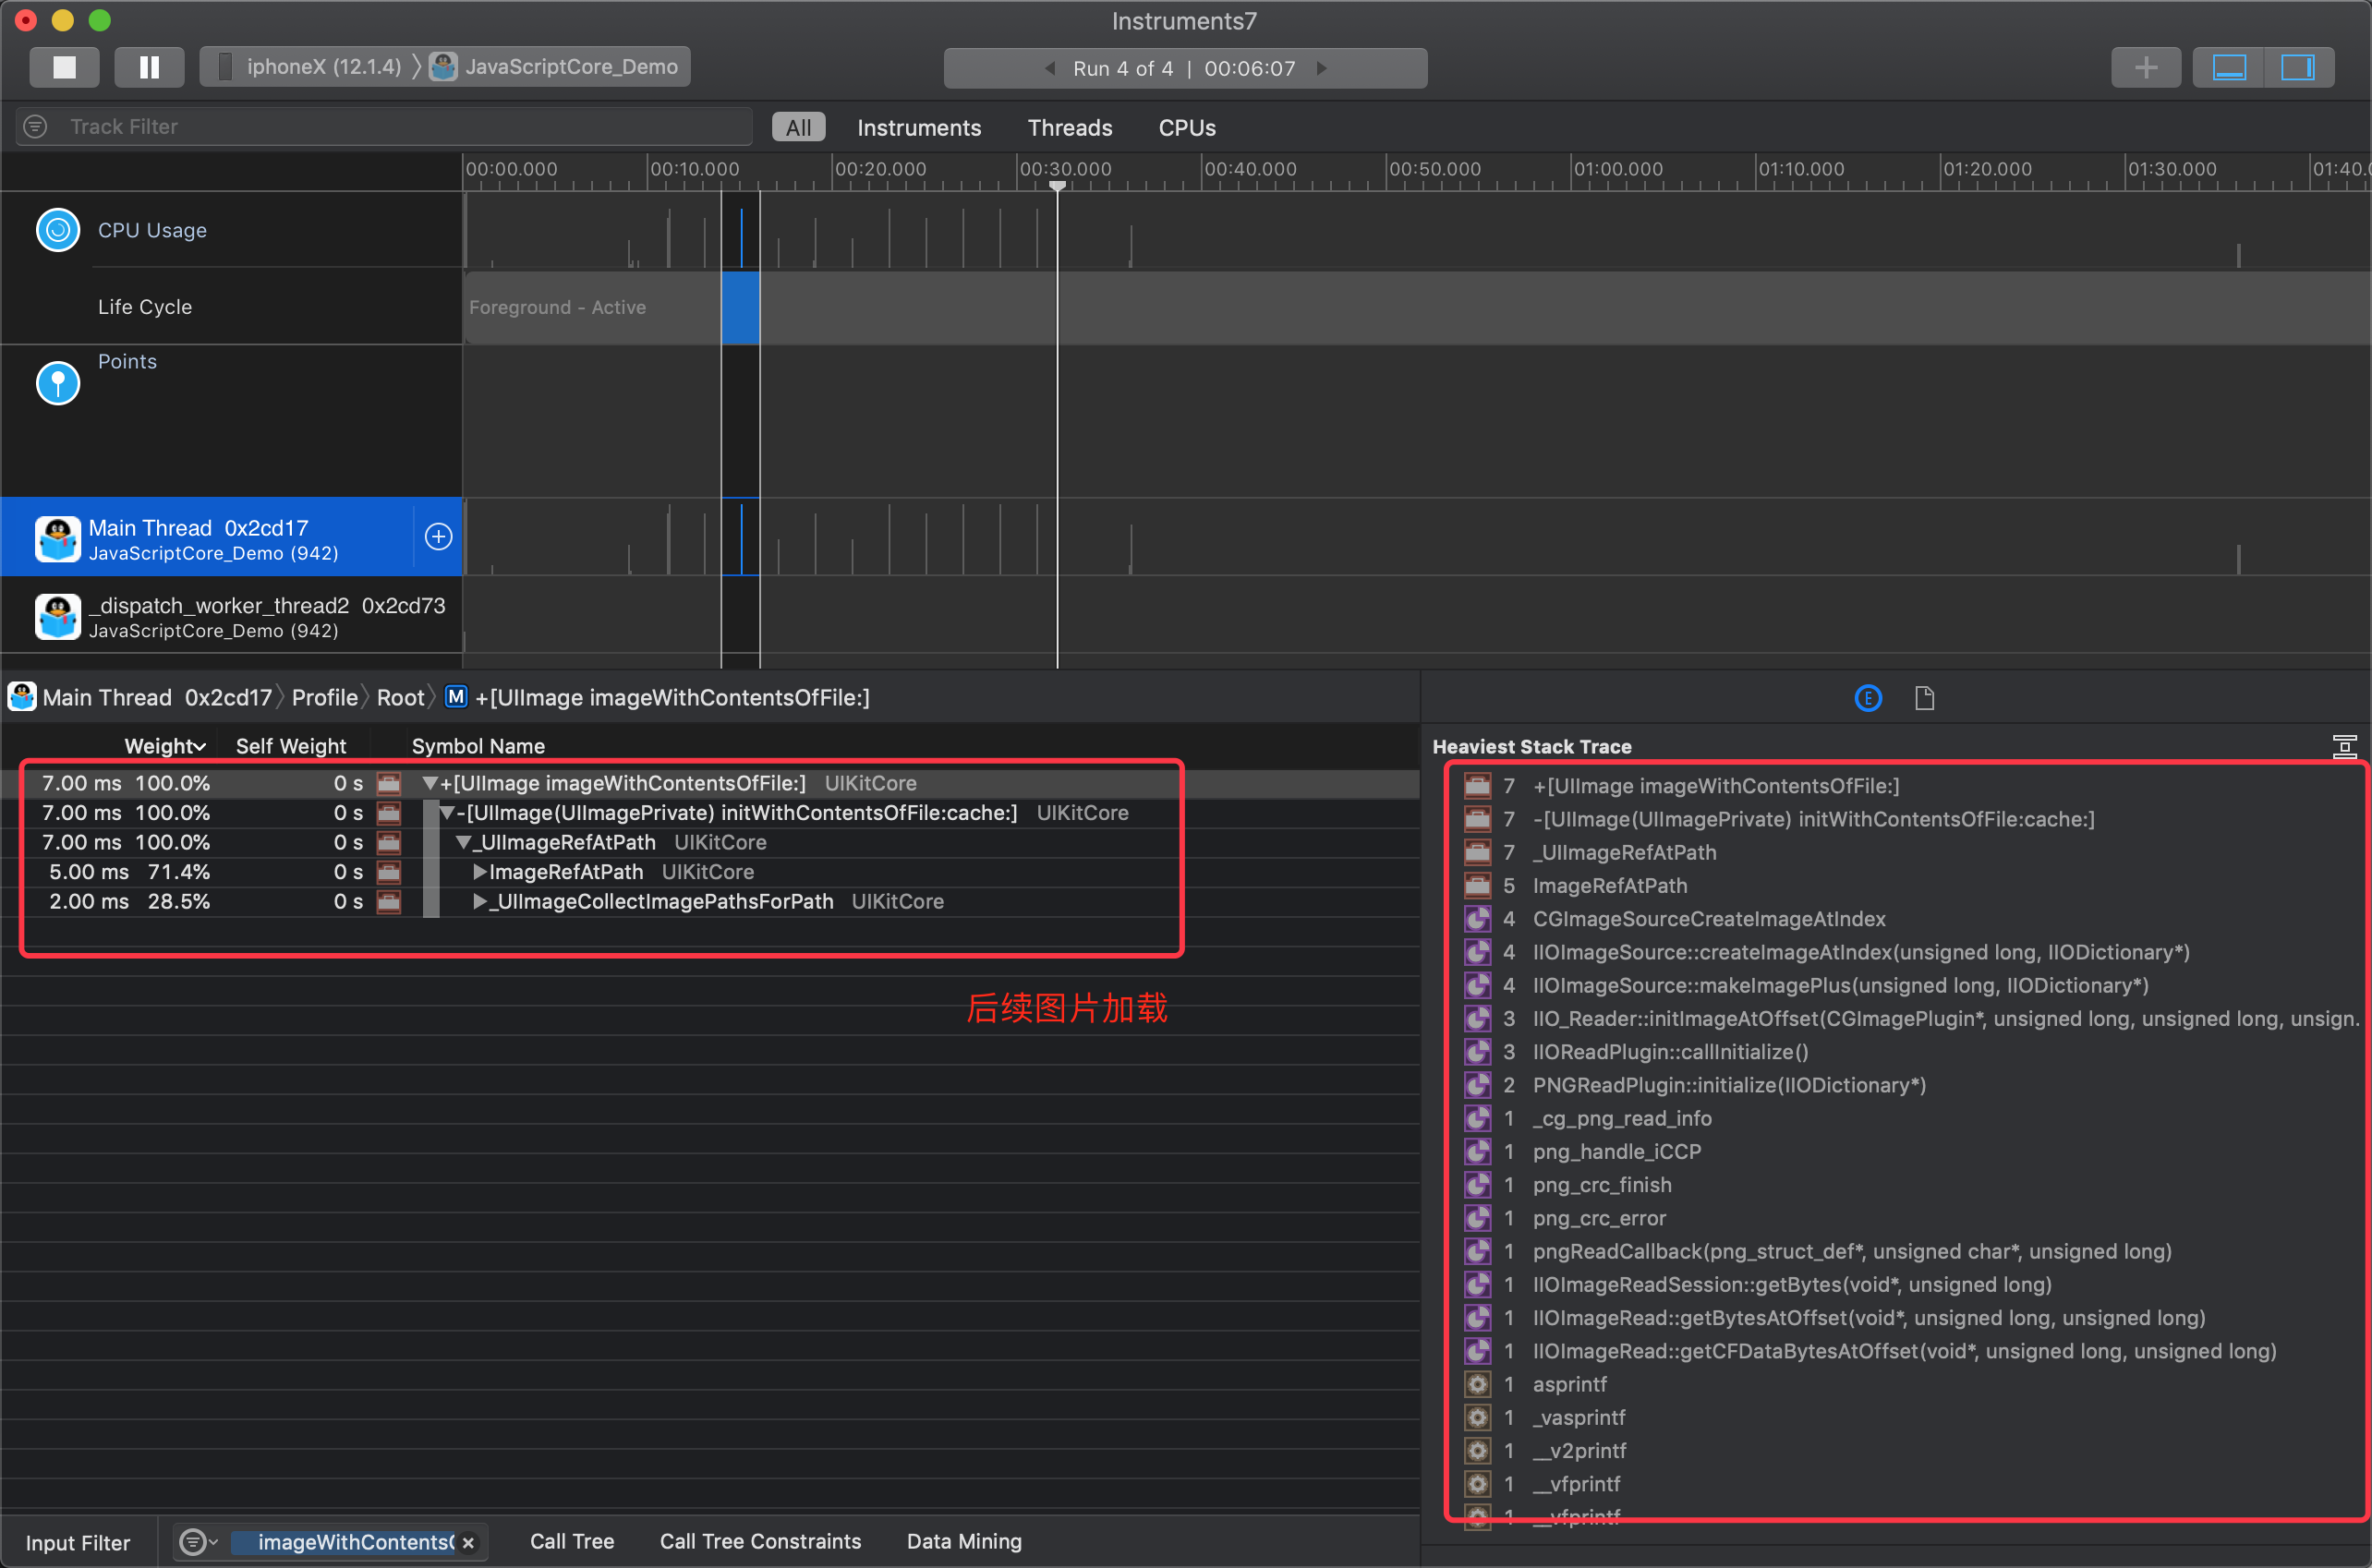 Instruments7
iphoneX (12.1.4) 〉 JavaScriptCore_Demo
Run 4 of 4 | 00:06:07
Track Filter
All Instruments Threads CPUs
00:00.000 00:10.000 00:20.000 00:30.000 00:40.000 00:50.000 01:00.000 01:10.000 01:20.000 01:30.000 01:40.
CPU Usage
Life Cycle
Foreground - Active
Points
Main Thread 0x2cd17
JavaScriptCore_Demo (942)
_dispatch_worker_thread2 0x2cd73
JavaScriptCore_Demo (942)
Main Thread 0x2cd17 〉 Profile 〉 Root 〉 M +[UIImage imageWithContentsOfFile:]
Weight Self Weight Symbol Name
7.00 ms 100.0% 0 s +[UIImage imageWithContentsOfFile:] UIKitCore
7.00 ms 100.0% 0 s -[UIImage(UIImagePrivate) initWithContentsOfFile:cache:] UIKitCore
7.00 ms 100.0% 0 s _UIImageRefAtPath UIKitCore
5.00 ms 71.4% 0 s ImageRefAtPath UIKitCore
2.00 ms 28.5% 0 s _UIImageCollectImagePathsForPath UIKitCore
后续图片加载
E
Heaviest Stack Trace
7 +[UIImage imageWithContentsOfFile:]
7 -[UIImage(UIImagePrivate) initWithContentsOfFile:cache:]
7 _UIImageRefAtPath
5 ImageRefAtPath
4 CGImageSourceCreateImageAtIndex
4 IIOImageSource::createImageAtIndex(unsigned long, IIODictionary*)
4 IIOImageSource::makeImagePlus(unsigned long, IIODictionary*)
3 IIO_Reader::initImageAtOffset(CGImagePlugin*, unsigned long, unsigned long, unsign.
3 IIOReadPlugin::callInitialize()
2 PNGReadPlugin::initialize(IIODictionary*)
1 _cg_png_read_info
1 png_handle_iCCP
1 png_crc_finish
1 png_crc_error
1 pngReadCallback(png_struct_def*, unsigned char*, unsigned long)
1 IIOImageReadSession::getBytes(void*, unsigned long)
1 IIOImageRead::getBytesAtOffset(void*, unsigned long, unsigned long)
1 IIOImageRead::getCFDataBytesAtOffset(void*, unsigned long, unsigned long)
1 asprintf
1 _vasprintf
1 __v2printf
1 __vfprintf
1 __vfprintf
Input Filter imageWithContents Call Tree Call Tree Constraints Data Mining